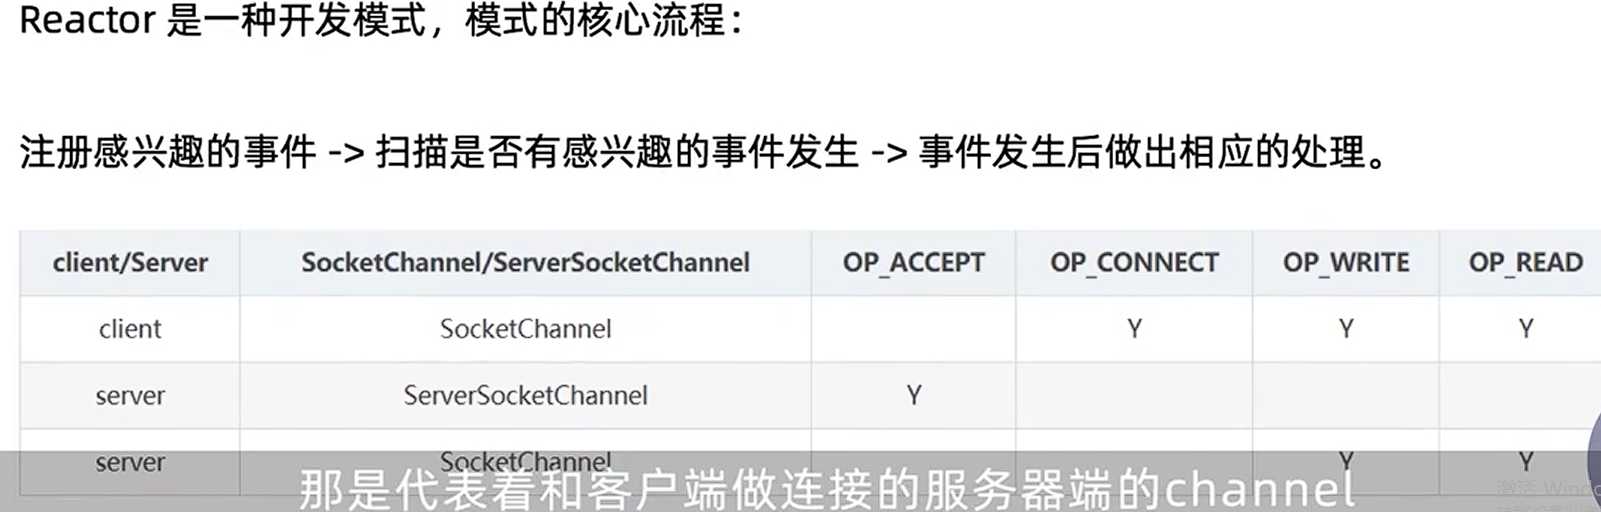 Reactor 是一种开发模式，模式的核心流程：
注册感兴趣的事件 -> 扫描是否有感兴趣的事件发生 -> 事件发生后做出相应的处理。
client/Server SocketChannel/ServerSocketChannel OP_ACCEPT OP_CONNECT OP_WRITE OP_READ
client SocketChannel Y Y Y
server ServerSocketChannel Y
server SocketChannel Y Y
那是代表着和客户端做连接的服务器端的channel
激活 Windo